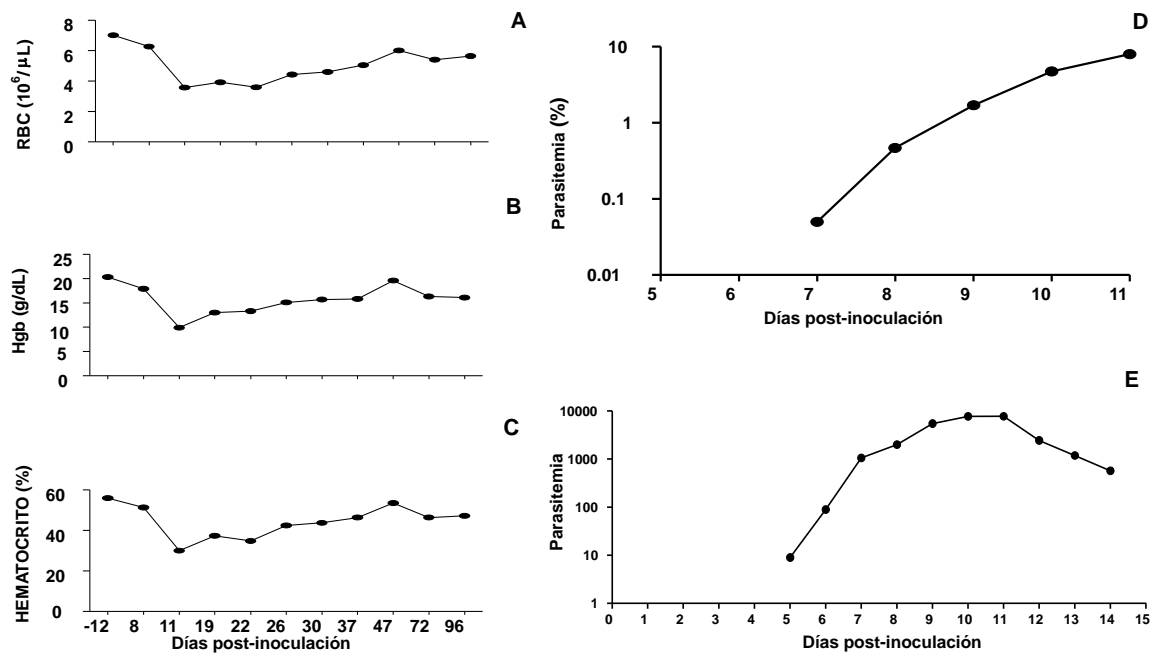 A
8
6
4
2
0
RBC (10⁶/μL)
B
25
20
15
10
5
0
Hgb (g/dL)
C
60
40
20
0
HEMATOCRITO (%)
-12 8 11 19 22 26 30 37 47 72 96
Días post-inoculación
D
10
1
0.1
0.01
Parasitemia (%)
5 6 7 8 9 10 11
Días post-inoculación
E
10000
1000
100
10
1
Parasitemia
0 1 2 3 4 5 6 7 8 9 10 11 12 13 14 15
Días post-inoculación